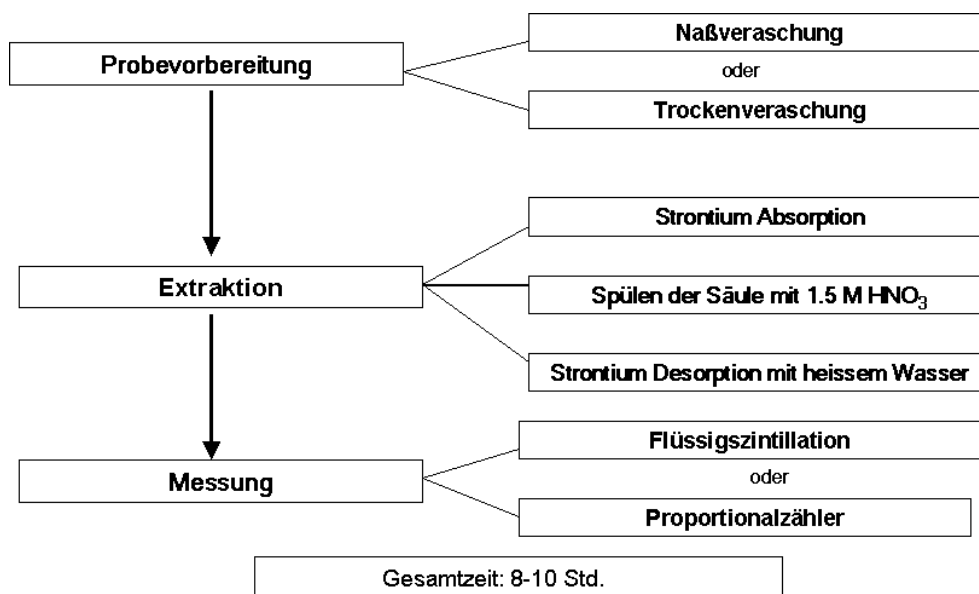 Probevorbereitung
Naßveraschung
oder
Trockenveraschung
Extraktion
Strontium Absorption
Spülen der Säule mit 1.5 M HNO3
Strontium Desorption mit heissem Wasser
Messung
Flüssigszintillation
oder
Proportionalzähler
Gesamtzeit: 8-10 Std.